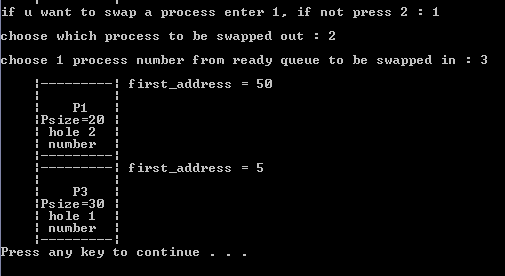 if u want to swap a process enter 1, if not press 2 : 1
choose which process to be swapped out : 2
choose 1 process number from ready queue to be swapped in : 3
|---------| first_address = 50
P1
Psize=20
hole 2
number
|---------| first_address = 5
P3
Psize=30
hole 1
number
Press any key to continue . . .